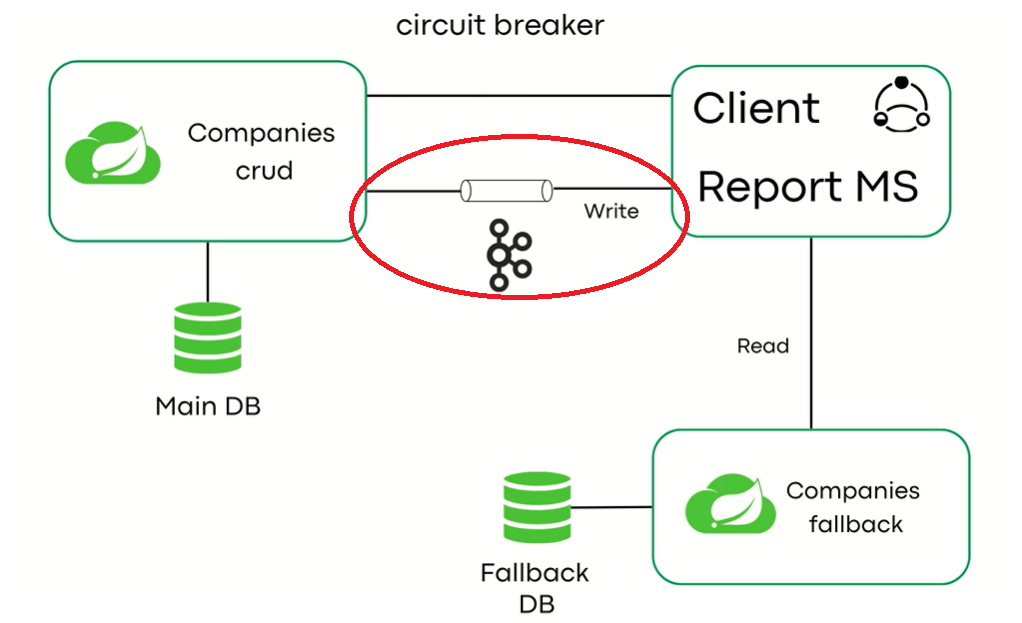 circuit breaker
Companies
crud
Client
Report MS
Write
Main DB
Read
Companies
fallback
Fallback
DB